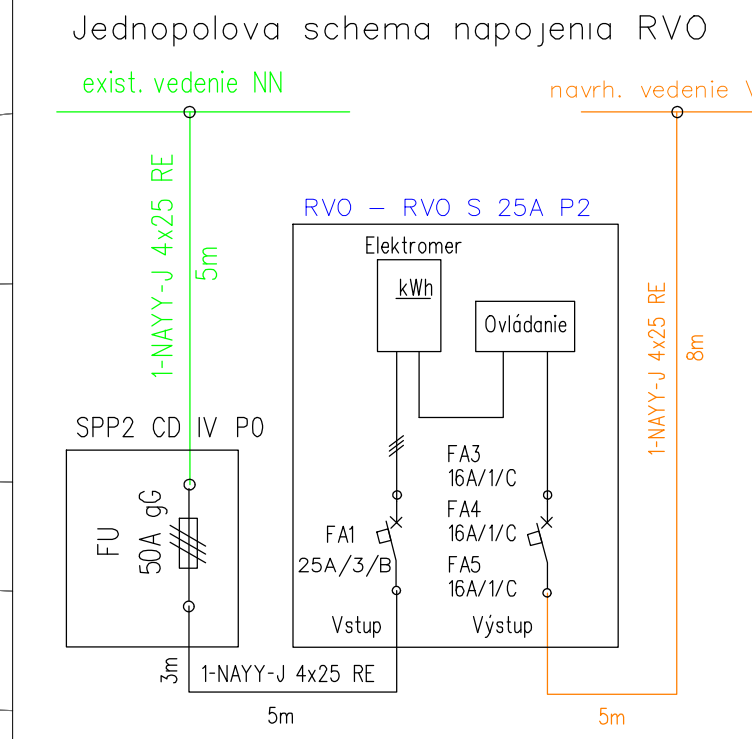 Jednopolova schema napojenia RVO
exist. vedenie NN
navrh. vedenie
1-NAYY-J 4x25 RE
5m
RVO – RVO S 25A P2
Elektromer
kWh
Ovládanie
1-NAYY-J 4x25 RE
8m
SPP2 CD IV P0
FU
50A gG
FA1
25A/3/B
FA3
16A/1/C
FA4
16A/1/C
FA5
16A/1/C
Vstup
Výstup
3m
1-NAYY-J 4x25 RE
5m
5m